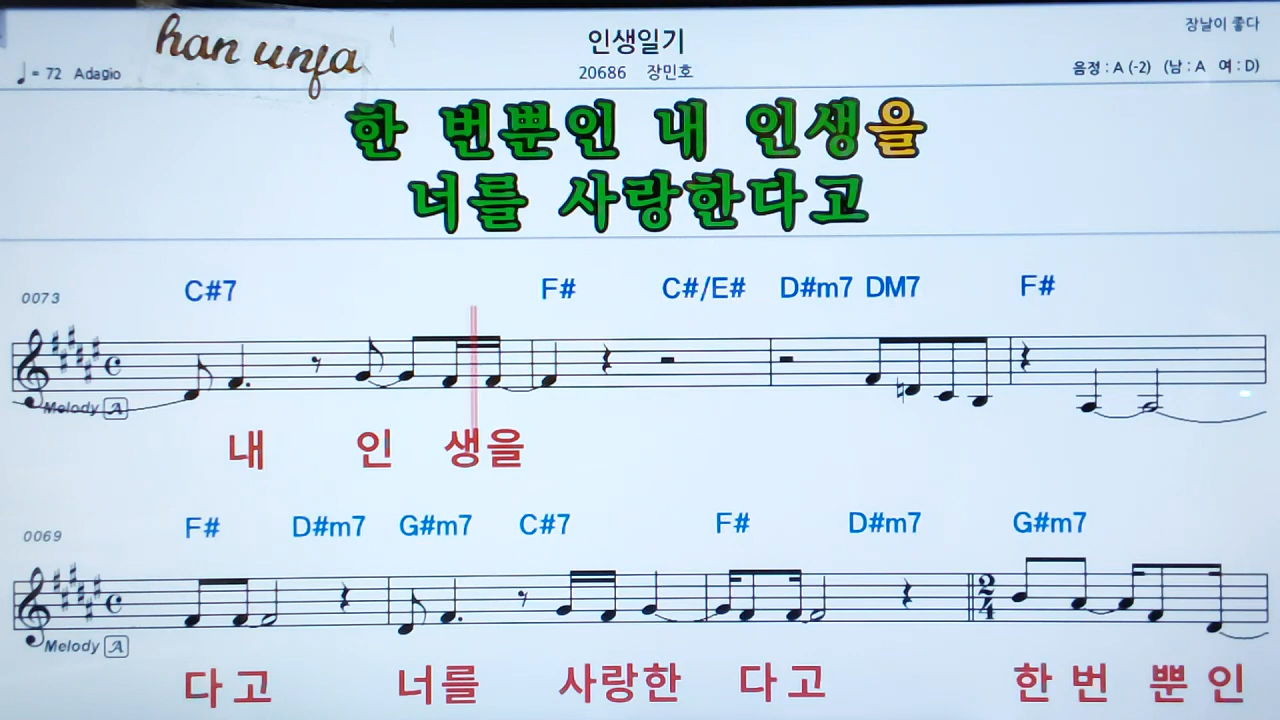 han unfa
인생일기
장날이 좋다
♩= 72 Adagio
20686 장민호
음정 : A (-2) (남 : A 여 : D)
한 번뿐인 내 인생을
너를 사랑한다고
0073
C#7 F# C#/E# D#m7 DM7 F#
Melody A
내 인 생을
0069
F# D#m7 G#m7 C#7 F# D#m7 G#m7
2/4
Melody A
다고 너를 사랑한 다고 한번 뿐인